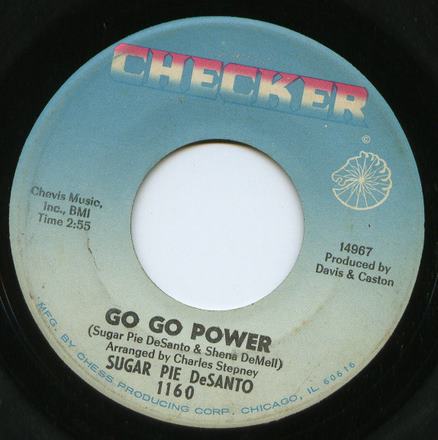 CHECKER
©
Chevis Music,
Inc., BMI
Time 2:55
14967
Produced by
Davis & Caston
GO GO POWER
(Sugar Pie DeSanto & Shena DeMell)
Arranged by Charles Stepney
SUGAR PIE DeSANTO
1160
MFG. BY CHESS PRODUCING CORP. CHICAGO, IL 60616